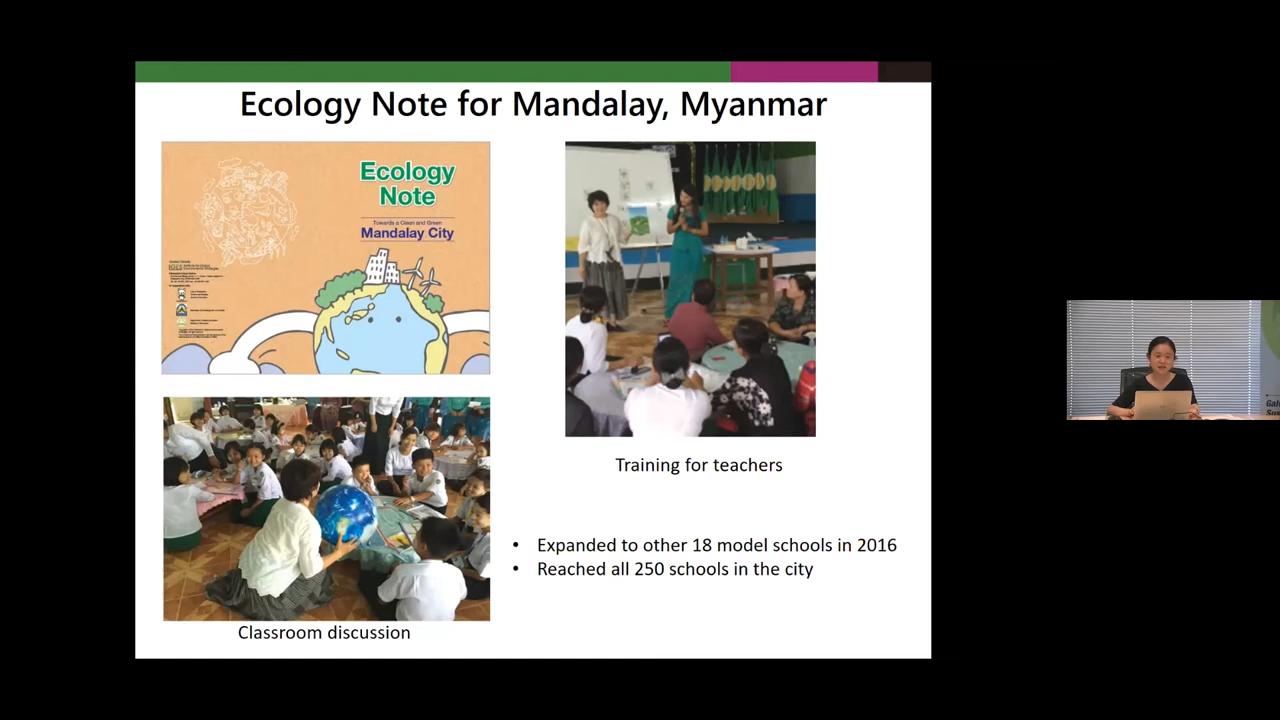 Ecology Note for Mandalay, Myanmar
Ecology
Note
Towards a Clean and Green
Mandalay City
Training for teachers
• Expanded to other 18 model schools in 2016
• Reached all 250 schools in the city
Classroom discussion